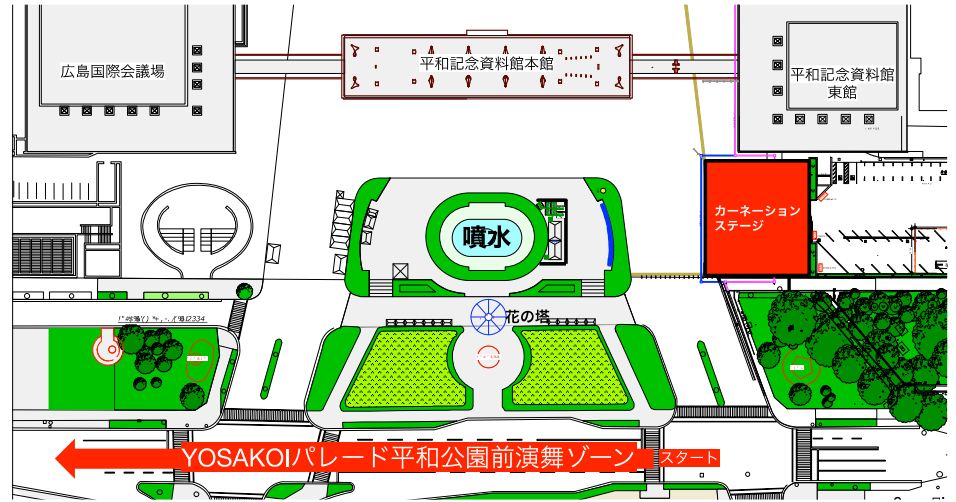 広島国際会議場
平和記念資料館本館
平和記念資料館
東館
カーネーション
ステージ
噴水
花の塔
YOSAKOIパレード平和公園前演舞ゾーン
スタート